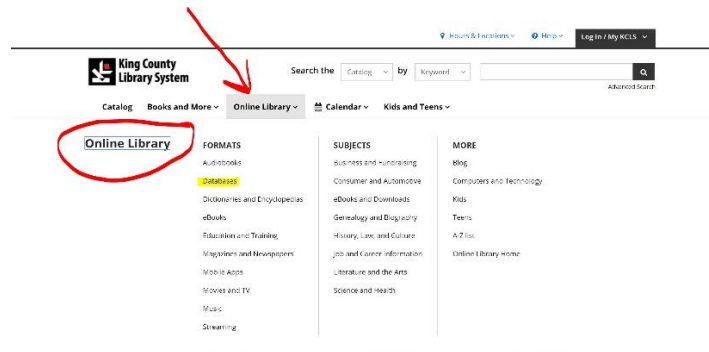 Hours & Locations Help Log In / My KCLS
King County
Library System
Search the Catalog by Keyword
Advanced Search
Catalog Books and More Online Library Calendar Kids and Teens
Online Library
FORMATS
Audiobooks
Databases
Dictionaries and Encyclopedias
eBooks
Education and Training
Magazines and Newspapers
Mobile Apps
Movies and TV
Music
Streaming
SUBJECTS
Business and Fundraising
Consumer and Automotive
eBooks and Downloads
Genealogy and Biography
History, Law, and Culture
Job and Career Information
Literature and the Arts
Science and Health
MORE
Blog
Computers and Technology
Kids
Teens
A-Z list
Online Library Home